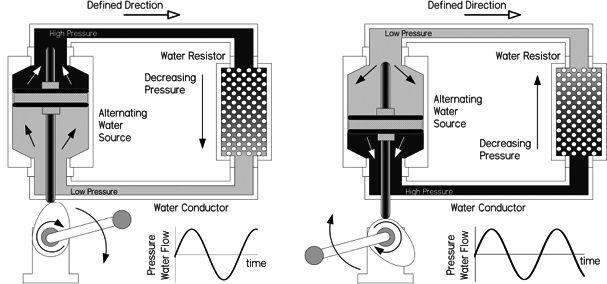 Defined Direction
High Pressure
Water Resistor
Decreasing
Pressure
Alternating
Water
Source
Low Pressure
Water Conductor
Pressure
Water Flow
time
Defined Direction
Low Pressure
Water Resistor
Alternating
Water
Source
Decreasing
Pressure
High Pressure
Water Conductor
Pressure
Water Flow
time